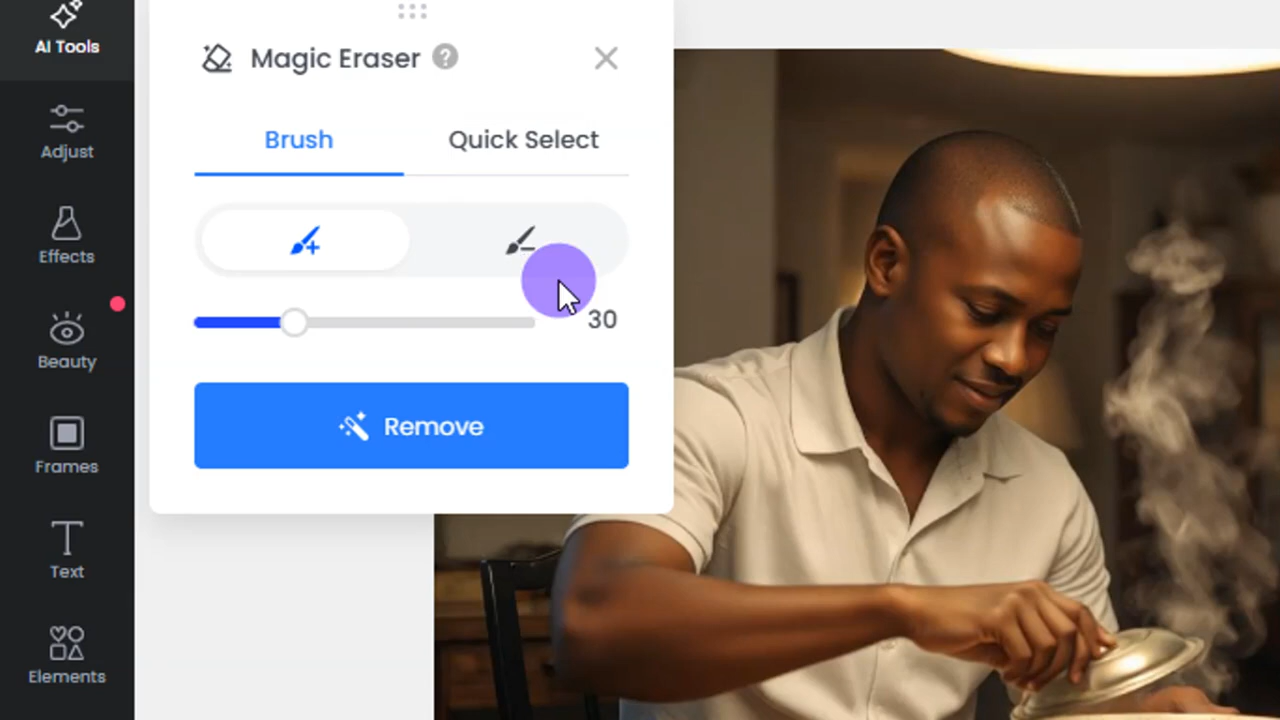 AI Tools
Adjust
Effects
Beauty
Frames
Text
Elements
Magic Eraser ?
Brush
Quick Select
30
Remove